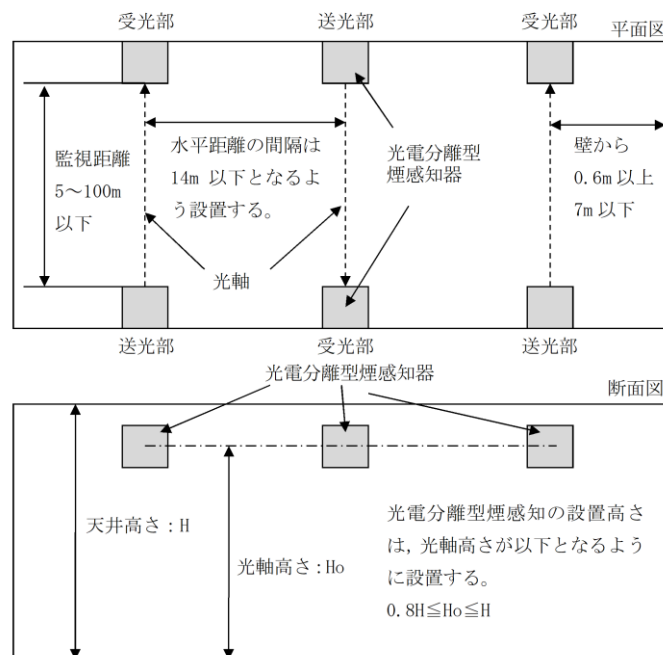 受光部
送光部
受光部
平面図
監視距離
5～100m
以下
水平距離の間隔は
14m 以下となるよ
う設置する。
光電分離型
煙感知器
壁から
0.6m 以上
7m 以下
光軸
送光部
受光部
送光部
光電分離型煙感知器
断面図
天井高さ：H
光軸高さ：Ho
光電分離型煙感知の設置高さ
は，光軸高さが以下となるよう
に設置する。
0.8H≦Ho≦H